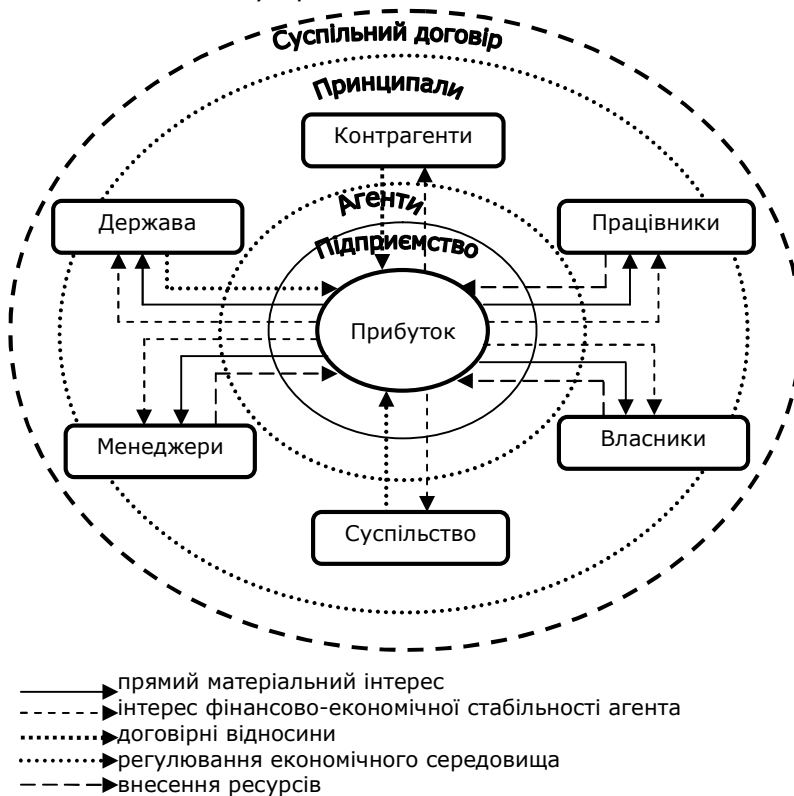 Суспільний договір
Принципали
Контрагенти
Агенти
Держава
Працівники
Підприємство
Прибуток
Менеджери
Власники
Суспільство
прямий матеріальний інтерес
інтерес фінансово-економічної стабільності агента
договірні відносини
регулювання економічного середовища
внесення ресурсів